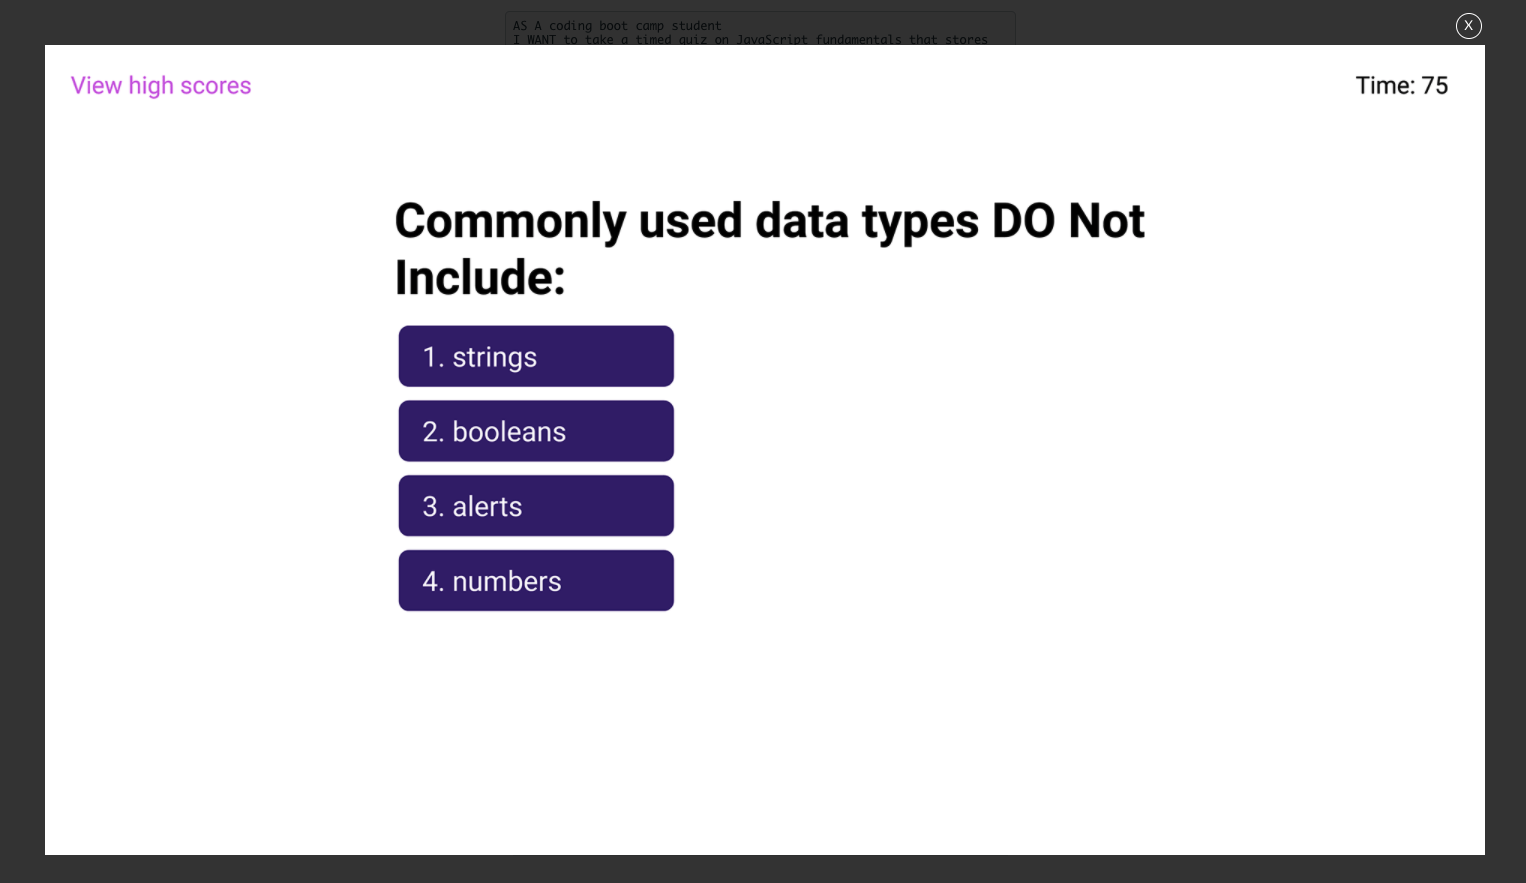 AS A coding boot camp student
I WANT to take a timed quiz on JavaScript fundamentals that stores
X
View high scores
Time: 75
Commonly used data types DO Not
Include:
1. strings
2. booleans
3. alerts
4. numbers